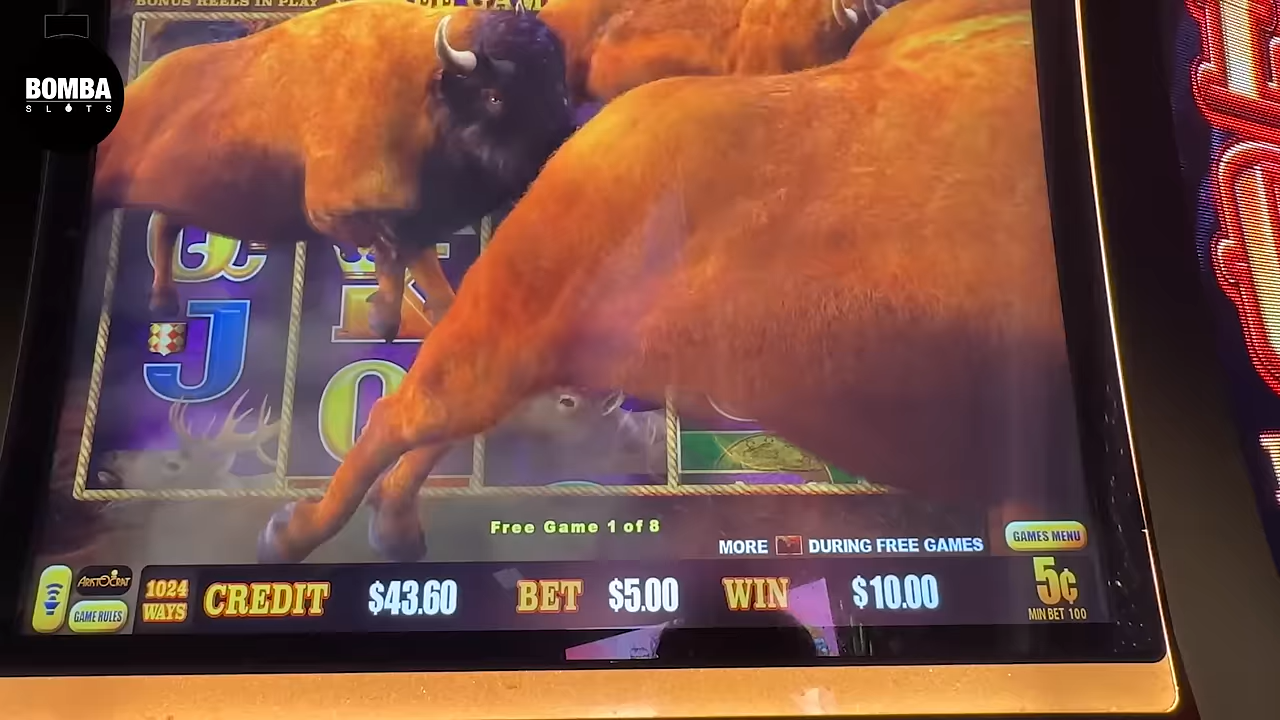 BONUS REELS IN PLAY
BOMBA
SLOTS
J
Free Game 1 of 8
MORE DURING FREE GAMES
GAMES MENU
ARISTOCRAT
GAME RULES
1024
WAYS
CREDIT $43.60 BET $5.00 WIN $10.00
5¢
MIN BET 100